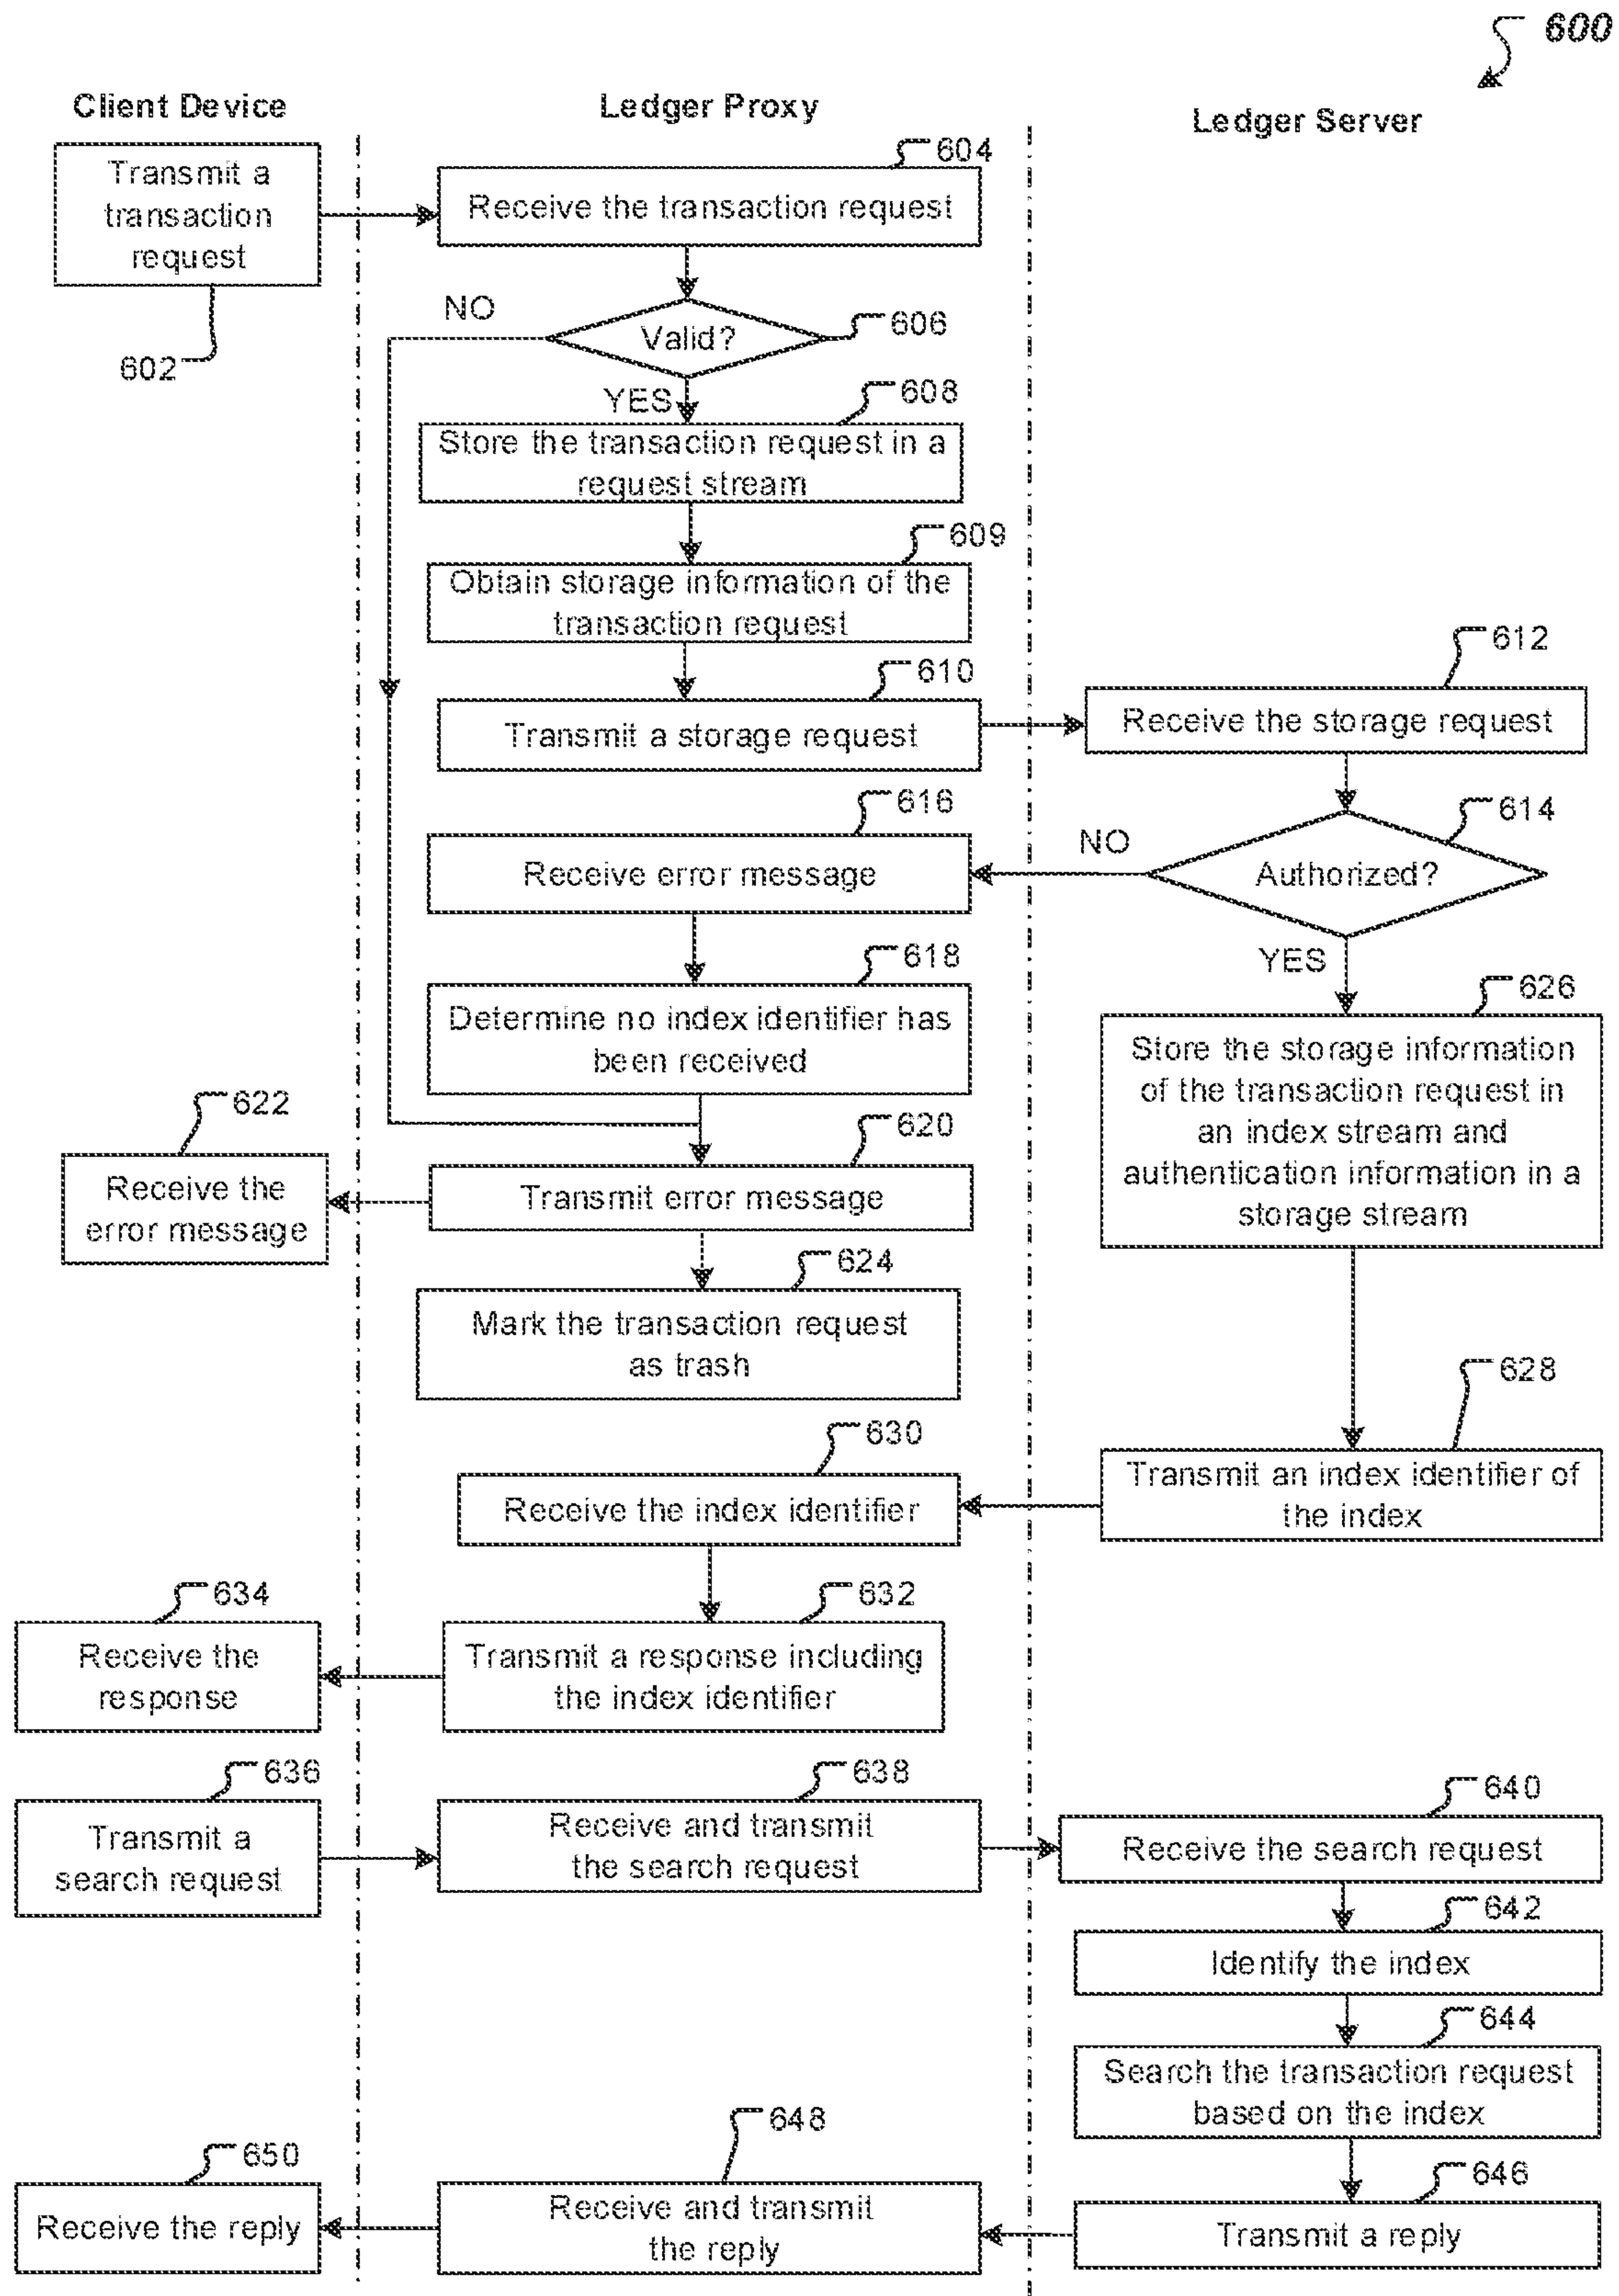 600
Client Device
Ledger Proxy
Ledger Server
Transmit a
transaction
request
602
604
Receive the transaction request
NO
Valid?
606
YES
608
Store the transaction request in a
request stream
609
Obtain storage information of the
transaction request
610
Transmit a storage request
612
Receive the storage request
614
Authorized?
NO
YES
616
Receive error message
618
Determine no index identifier has
been received
620
Transmit error message
622
Receive the
error message
624
Mark the transaction request
as trash
626
Store the storage information
of the transaction request in
an index stream and
authentication information in a
storage stream
628
Transmit an index identifier of
the index
630
Receive the index identifier
632
Transmit a response including
the index identifier
634
Receive the
response
636
Transmit a
search request
638
Receive and transmit
the search request
640
Receive the search request
642
Identify the index
644
Search the transaction request
based on the index
646
Transmit a reply
648
Receive and transmit
the reply
650
Receive the reply